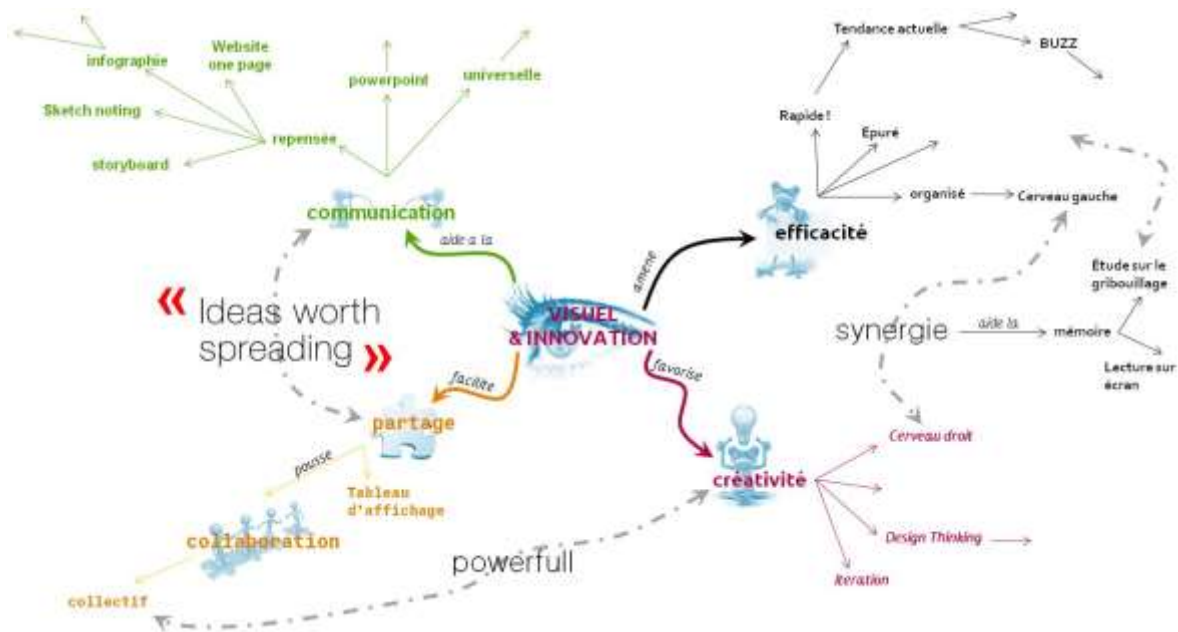 infographie
Website
one page
Sketch noting
storyboard
repensée
powerpoint
universelle
communication
aide a la
Tendance actuelle
BUZZ
Rapide !
Epuré
organisé
Cerveau gauche
efficacité
amène
Étude sur le
gribouillage
synergie
aide la
mémoire
Lecture sur
écran
« Ideas worth
spreading »
VISUEL
& INNOVATION
facilite
favorise
partage
pousse
Tableau
d'affichage
collaboration
collectif
powerfull
créativité
Cerveau droit
Design Thinking
Iteration